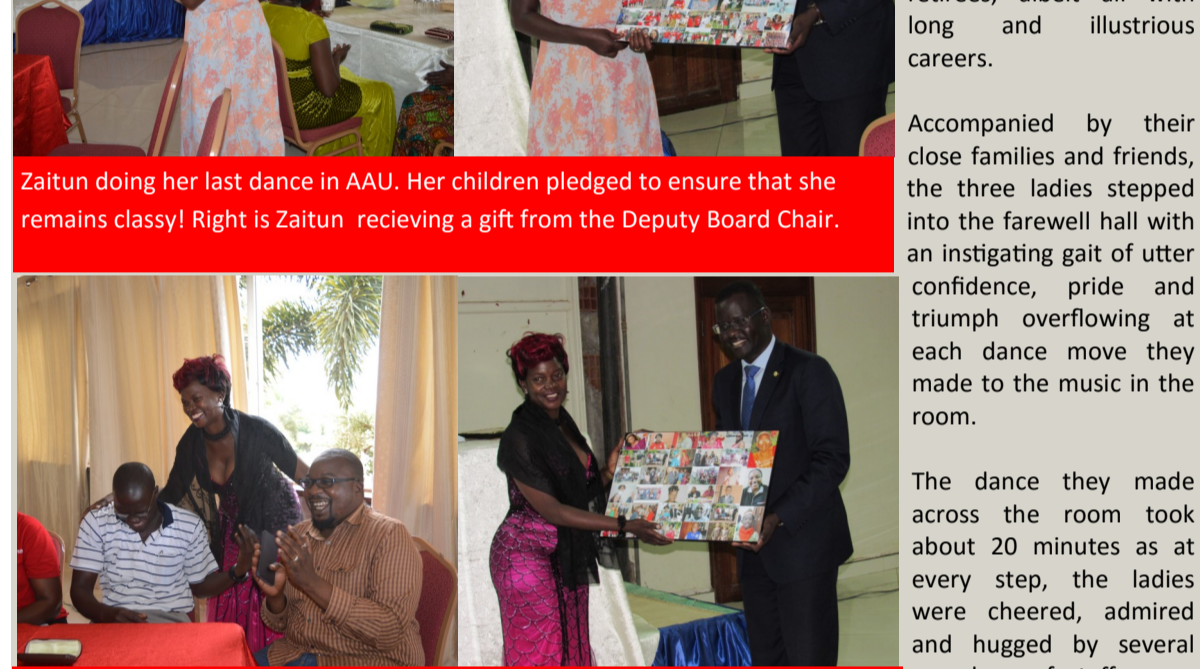 Zaitun doing her last dance in AAU. Her children pledged to ensure that she
remains classy! Right is Zaitun  recieving a gift from the Deputy Board Chair.
long and illustrious
careers.
Accompanied by their
close families and friends,
the three ladies stepped
into the farewell hall with
an instigating gait of utter
confidence, pride and
triumph overflowing at
each dance move they
made to the music in the
room.
The dance they made
across the room took
about 20 minutes as at
every step, the ladies
were cheered, admired
and hugged by several